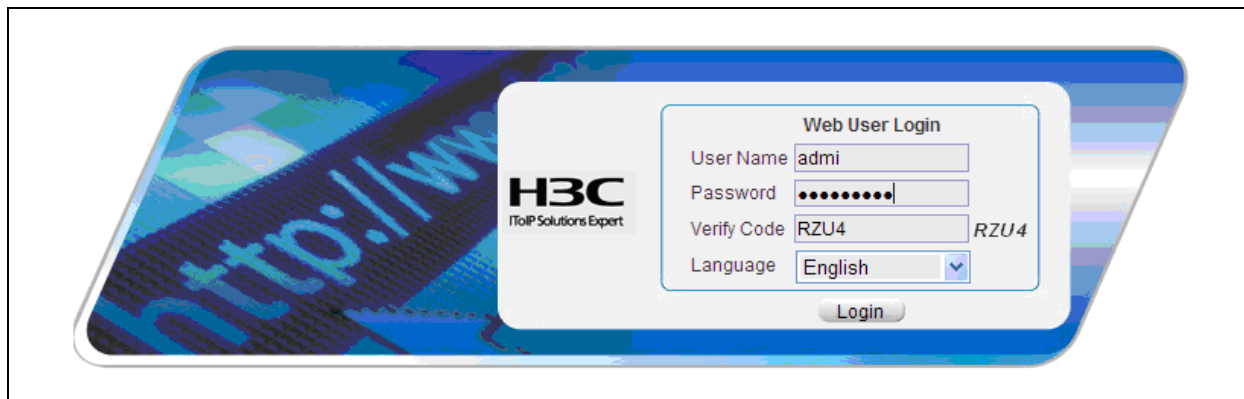 http://ww
H3C
IToIP Solutions Expert
Web User Login
User Name admi
Password •••••••••
Verify Code RZU4 RZU4
Language English
Login